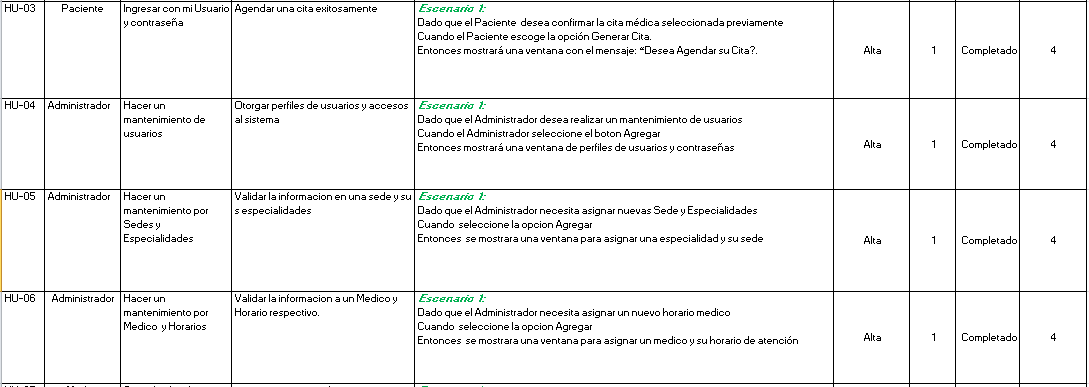 HU-03
Paciente
Ingresar con mi Usuario
y contraseña
Agendar una cita exitosamente
Escenario 1:
Dado que el Paciente desea confirmar la cita médica seleccionada previamente
Cuando el Paciente escoge la opción Generar Cita.
Entonces mostrará una ventana con el mensaje: “Desea Agendar su Cita?.
Alta
1
Completado
4
HU-04
Administrador
Hacer un
mantenimiento de
usuarios
Otorgar perfiles de usuarios y accesos
al sistema
Escenario 1:
Dado que el Administrador desea realizar un mantenimiento de usuarios
Cuando el Administrador seleccione el boton Agregar
Entonces mostrará una ventana de perfiles de usuarios y contraseñas
Alta
1
Completado
4
HU-05
Administrador
Hacer un
mantenimiento por
Sedes y
Especialidades
Validar la informacion en una sede y su
s especialidades
Escenario 1:
Dado que el Administrador necesita asignar nuevas Sede y Especialidades
Cuando seleccione la opcion Agregar
Entonces se mostrara una ventana para asignar una especialidad y su sede
Alta
1
Completado
4
HU-06
Administrador
Hacer un
mantenimiento por
Medico y Horarios
Validar la informacion a un Medico y
Horario respectivo.
Escenario 1:
Dado que el Administrador necesita asignar un nuevo horario medico
Cuando seleccione la opcion Agregar
Entonces se mostrara una ventana para asignar un medico y su horario de atención
Alta
1
Completado
4